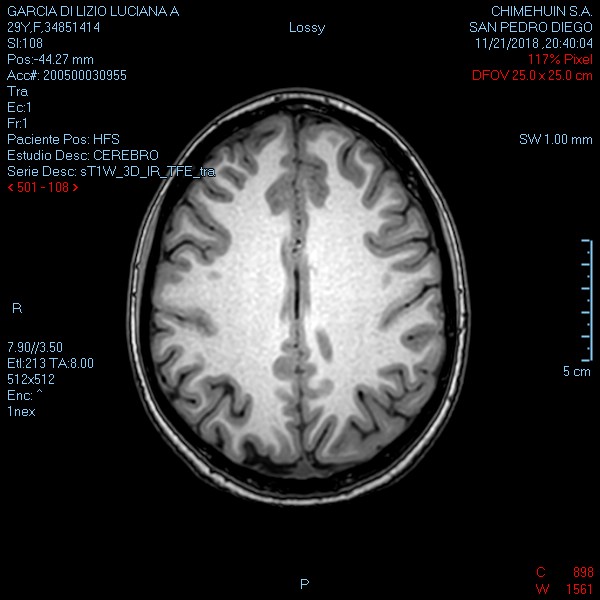 GARCIA DI LIZIO LUCIANA A
29Y,F,34851414
Sl:108
Pos:-44.27 mm
Acc#: 200500030955
Tra
Ec:1
Fr:1
Paciente Pos: HFS
Estudio Desc: CEREBRO
Serie Desc: sT1W_3D_IR_TFE_tra
< 501 - 108 >
Lossy
CHIMEHUIN S.A.
SAN PEDRO DIEGO
11/21/2018 ,20:40:04
117% Pixel
DFOV 25.0 x 25.0 cm
SW 1.00 mm
R
7.90//3.50
Etl:213 TA:8.00
512x512
Enc: ^
1nex
5 cm
P
C 898
W 1561